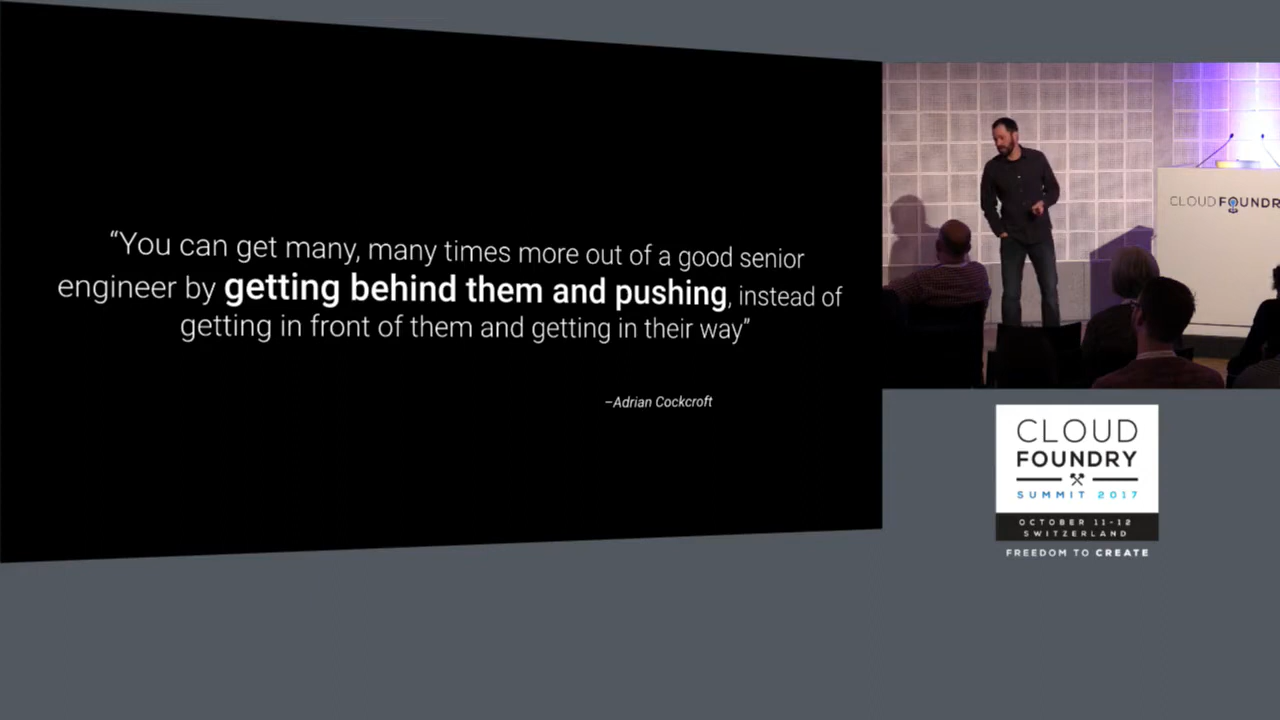 “You can get many, many times more out of a good senior
engineer by getting behind them and pushing, instead of
getting in front of them and getting in their way”
–Adrian Cockcroft
CLOUD FOUNDR
CLOUD
FOUNDRY
SUMMIT 2017
OCTOBER 11-12
SWITZERLAND
FREEDOM TO CREATE